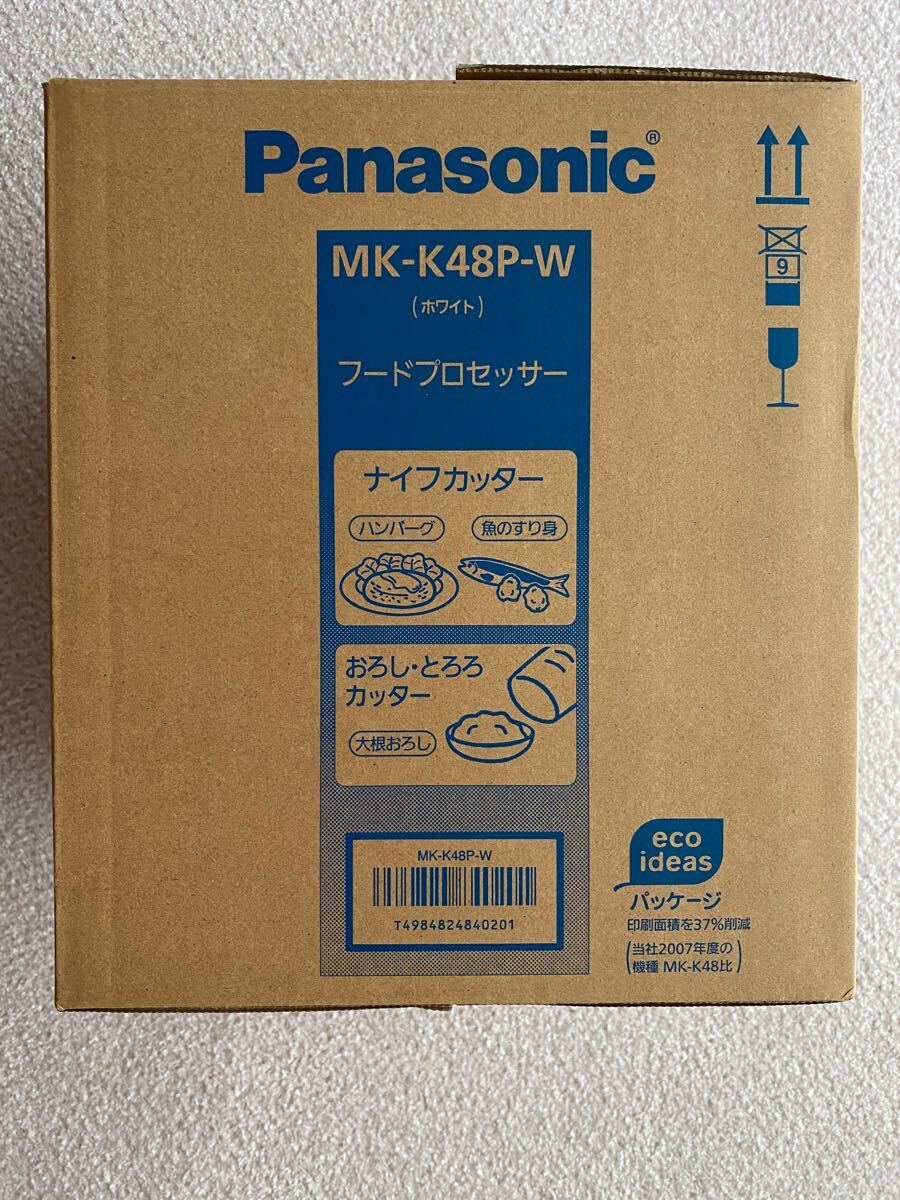 Panasonic®
MK-K48P-W
(ホワイト)
フードプロセッサー
9
ナイフカッター
ハンバーグ 魚のすり身
おろし・とろろ
カッター
大根おろし
MK-K48P-W
T4984824840201
eco
ideas
パッケージ
印刷面積を37%削減
(当社2007年度の
機種 MK-K48比)